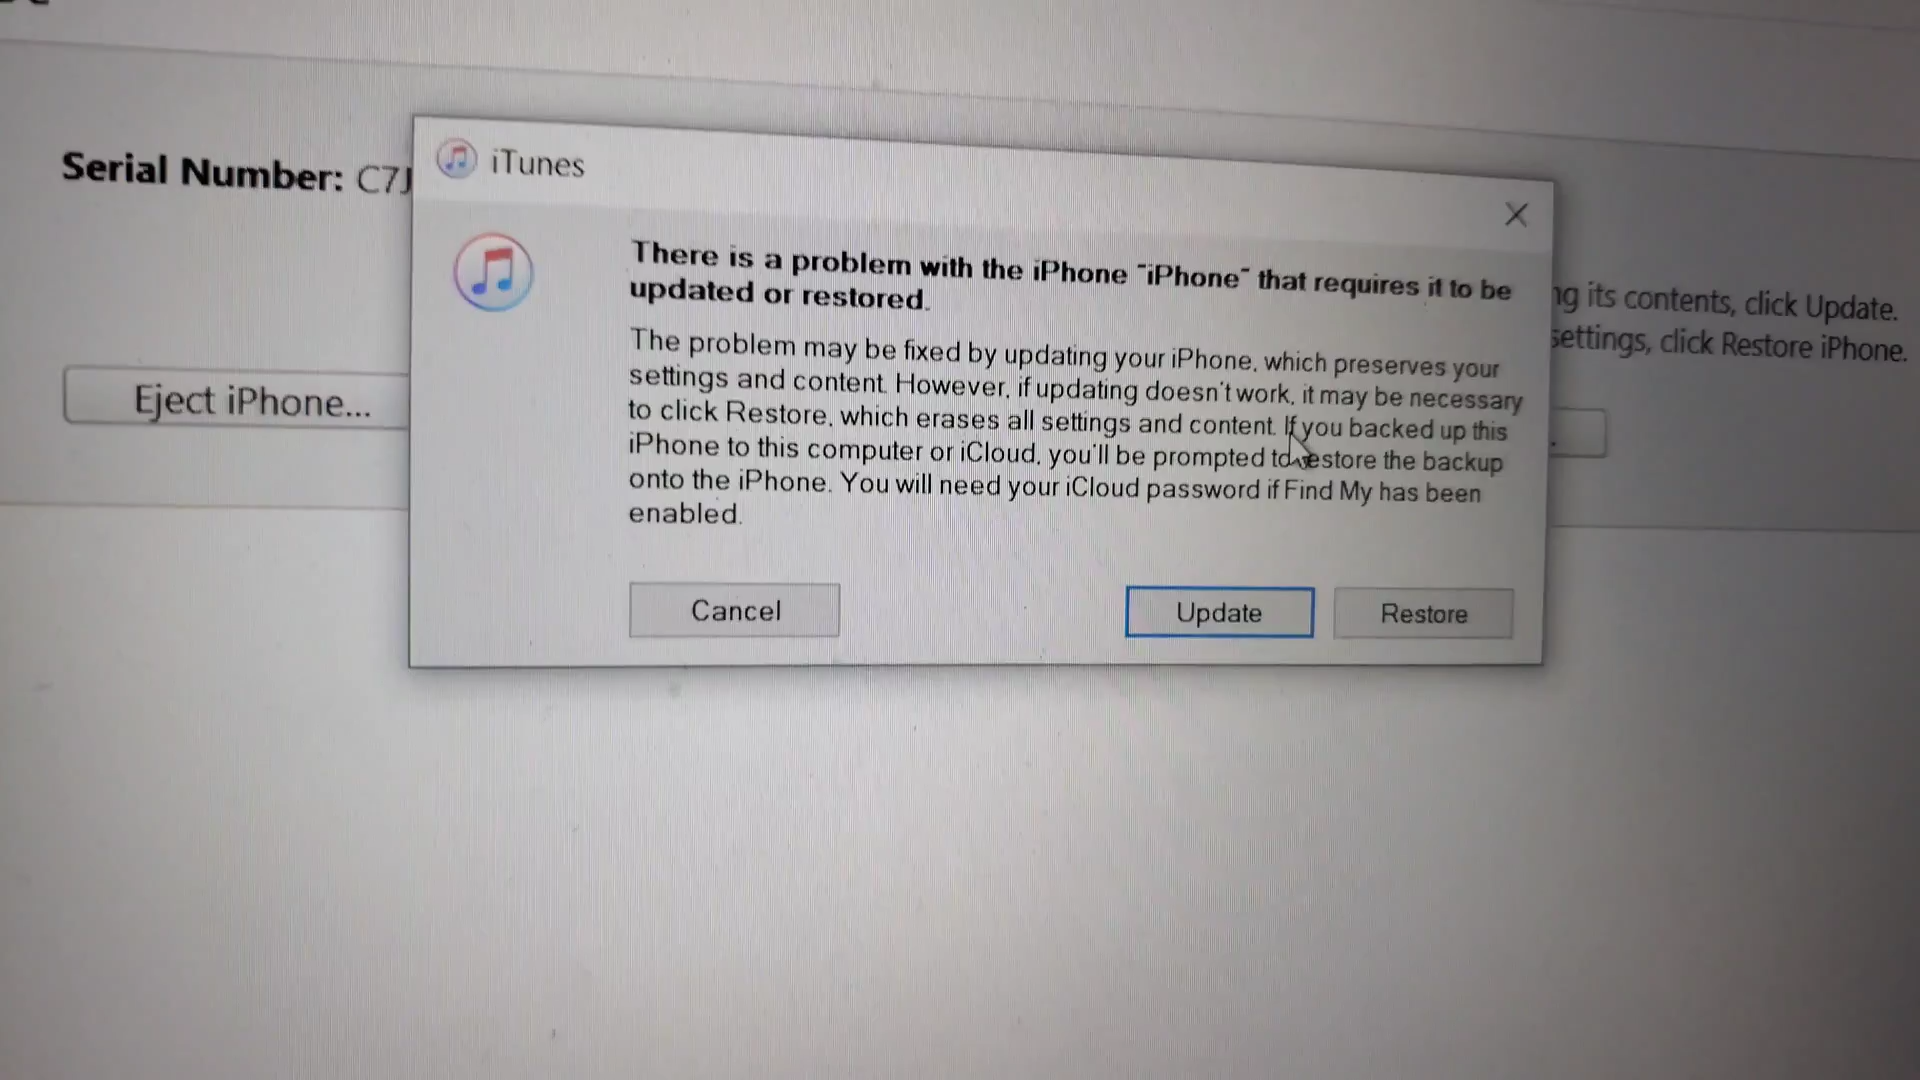 iTunes
Serial Number: C7J
There is a problem with the iPhone "iPhone" that requires it to be
updated or restored.
ng its contents, click Update.
settings, click Restore iPhone.
The problem may be fixed by updating your iPhone, which preserves your
settings and content. However, if updating doesn't work, it may be necessary
to click Restore, which erases all settings and content. If you backed up this
iPhone to this computer or iCloud, you'll be prompted to restore the backup
onto the iPhone. You will need your iCloud password if Find My has been
enabled.
Eject iPhone...
Cancel
Update
Restore